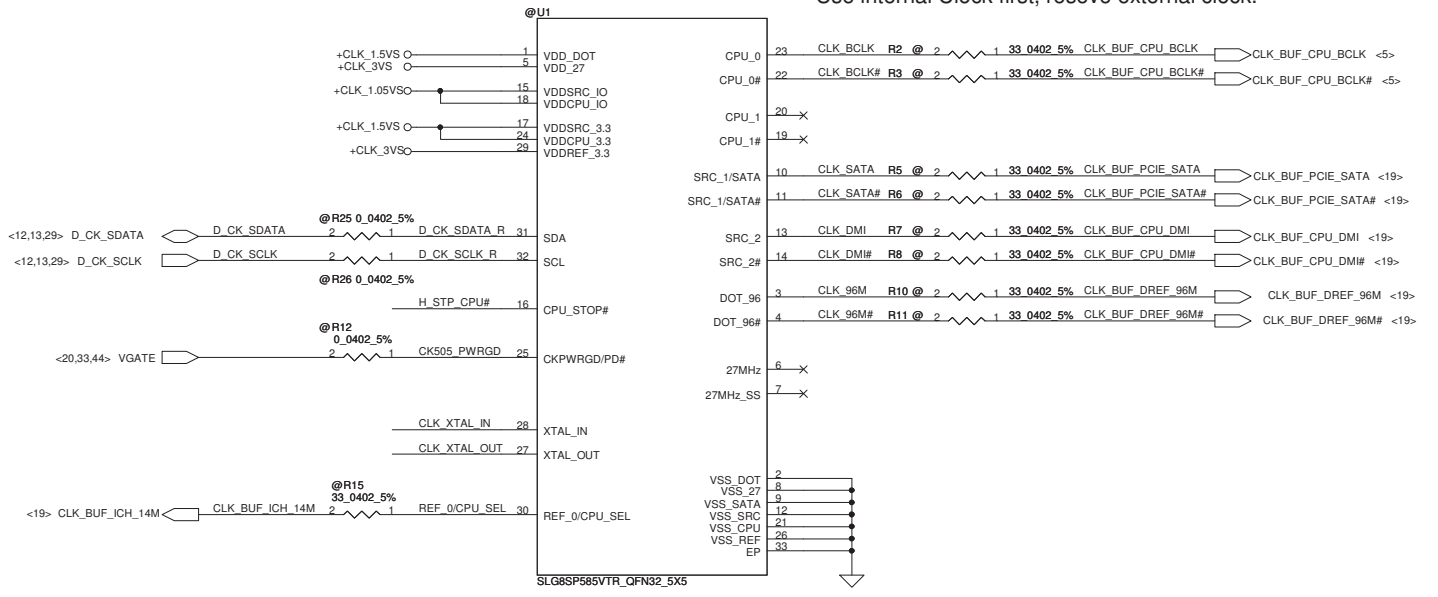 Use internal Clock first, reseve external clock.
@U1
+CLK_1.5VS 1 VDD_DOT
+CLK_3VS 5 VDD_27
+CLK_1.05VS 15 VDDSRC_IO
18 VDDCPU_IO
+CLK_1.5VS 17 VDDSRC_3.3
24 VDDCPU_3.3
+CLK_3VS 29 VDDREF_3.3
@R25 0_0402_5%
<12,13,29> D_CK_SDATA D_CK_SDATA 2 1 D_CK_SDATA_R 31 SDA
<12,13,29> D_CK_SCLK D_CK_SCLK 2 1 D_CK_SCLK_R 32 SCL
@R26 0_0402_5%
H_STP_CPU# 16 CPU_STOP#
@R12
0_0402_5%
<20,33,44> VGATE 2 1 CK505_PWRGD 25 CKPWRGD/PD#
CLK_XTAL_IN 28 XTAL_IN
CLK_XTAL_OUT 27 XTAL_OUT
@R15
33_0402_5%
<19> CLK_BUF_ICH_14M CLK_BUF_ICH_14M 2 1 REF_0/CPU_SEL 30 REF_0/CPU_SEL
CPU_0 23 CLK_BCLK R2 @ 2 1 33_0402_5% CLK_BUF_CPU_BCLK CLK_BUF_CPU_BCLK <5>
CPU_0# 22 CLK_BCLK# R3 @ 2 1 33_0402_5% CLK_BUF_CPU_BCLK# CLK_BUF_CPU_BCLK# <5>
CPU_1 20
CPU_1# 19
SRC_1/SATA 10 CLK_SATA R5 @ 2 1 33_0402_5% CLK_BUF_PCIE_SATA CLK_BUF_PCIE_SATA <19>
SRC_1/SATA# 11 CLK_SATA# R6 @ 2 1 33_0402_5% CLK_BUF_PCIE_SATA# CLK_BUF_PCIE_SATA# <19>
SRC_2 13 CLK_DMI R7 @ 2 1 33_0402_5% CLK_BUF_CPU_DMI CLK_BUF_CPU_DMI <19>
SRC_2# 14 CLK_DMI# R8 @ 2 1 33_0402_5% CLK_BUF_CPU_DMI# CLK_BUF_CPU_DMI# <19>
DOT_96 3 CLK_96M R10 @ 2 1 33_0402_5% CLK_BUF_DREF_96M CLK_BUF_DREF_96M <19>
DOT_96# 4 CLK_96M# R11 @ 2 1 33_0402_5% CLK_BUF_DREF_96M# CLK_BUF_DREF_96M# <19>
27MHz 6
27MHz_SS 7
VSS_DOT 2
VSS_27 8
VSS_SATA 9
VSS_SRC 12
VSS_CPU 21
VSS_REF 26
EP 33
SLG8SP585VTR_QFN32_5X5